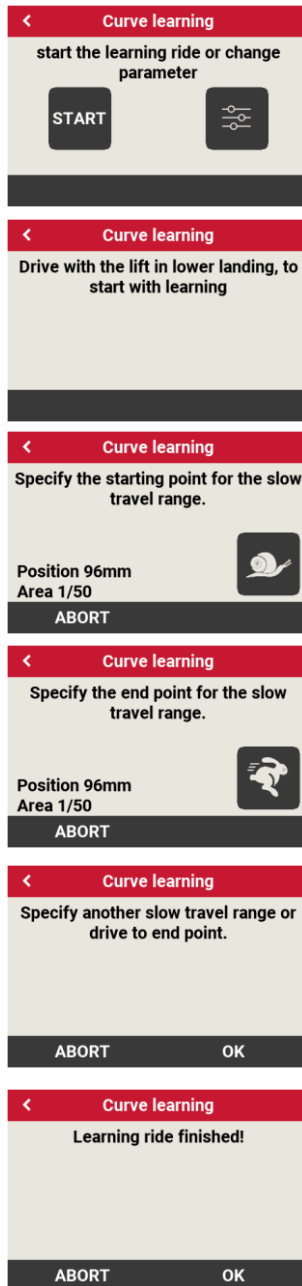 Curve learning
start the learning ride or change
parameter
START
Curve learning
Drive with the lift in lower landing, to
start with learning
Curve learning
Specify the starting point for the slow
travel range.
Position 96mm
Area 1/50
ABORT
Curve learning
Specify the end point for the slow
travel range.
Position 96mm
Area 1/50
ABORT
Curve learning
Specify another slow travel range or
drive to end point.
ABORT OK
Curve learning
Learning ride finished!
ABORT OK